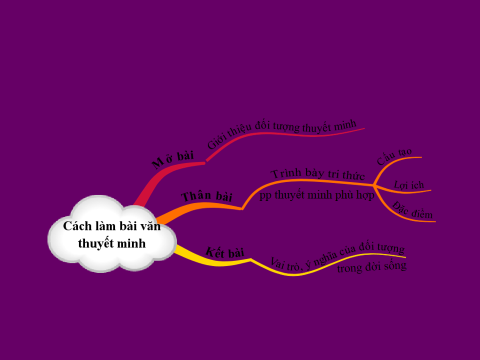 Cách làm bài văn
thuyết minh
Mở bài
Giới thiệu đối tượng thuyết minh
Thân bài
Trình bày tri thức
pp thuyết minh phù hợp
Cấu tạo
Lợi ích
Đặc điểm
Kết bài
Vai trò, ý nghĩa của đối tượng
trong đời sống